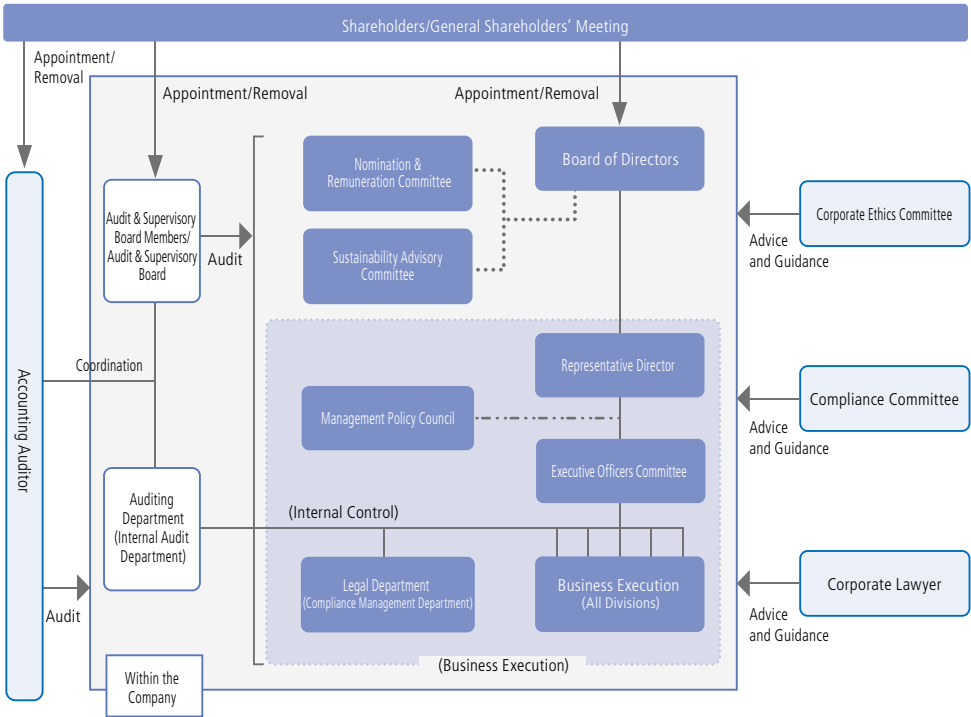 Shareholders/General Shareholders' Meeting
Appointment/
Removal
Appointment/Removal
Appointment/Removal
Nomination &
Remuneration Committee
Board of Directors
Audit & Supervisory
Board Members/
Audit & Supervisory
Board
Audit
Sustainability Advisory
Committee
Corporate Ethics Committee
Advice
and Guidance
Coordination
Representative Director
Management Policy Council
Compliance Committee
Advice
and Guidance
Accounting Auditor
Executive Officers Committee
Auditing
Department
(Internal Audit
Department)
(Internal Control)
Legal Department
(Compliance Management Department)
Business Execution
(All Divisions)
Corporate Lawyer
Advice
and Guidance
Audit
(Business Execution)
Within the
Company